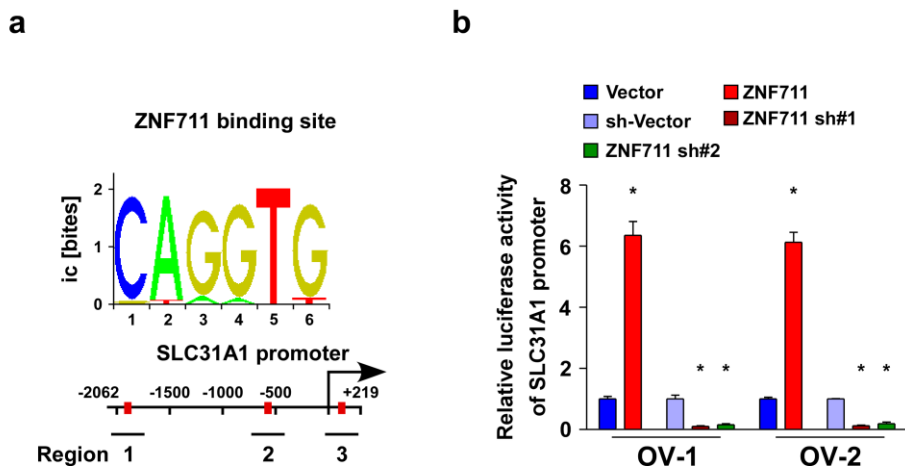 a
ZNF711 binding site
ic [bites]
2
1
0
CAGGTG
1 2 3 4 5 6
SLC31A1 promoter
-2062 -1500 -1000 -500 +219
Region 1 2 3
b
Vector
ZNF711
sh-Vector
ZNF711 sh#1
ZNF711 sh#2
Relative luciferase activity
of SLC31A1 promoter
8
6
4
2
0
* * * * * *
OV-1 OV-2